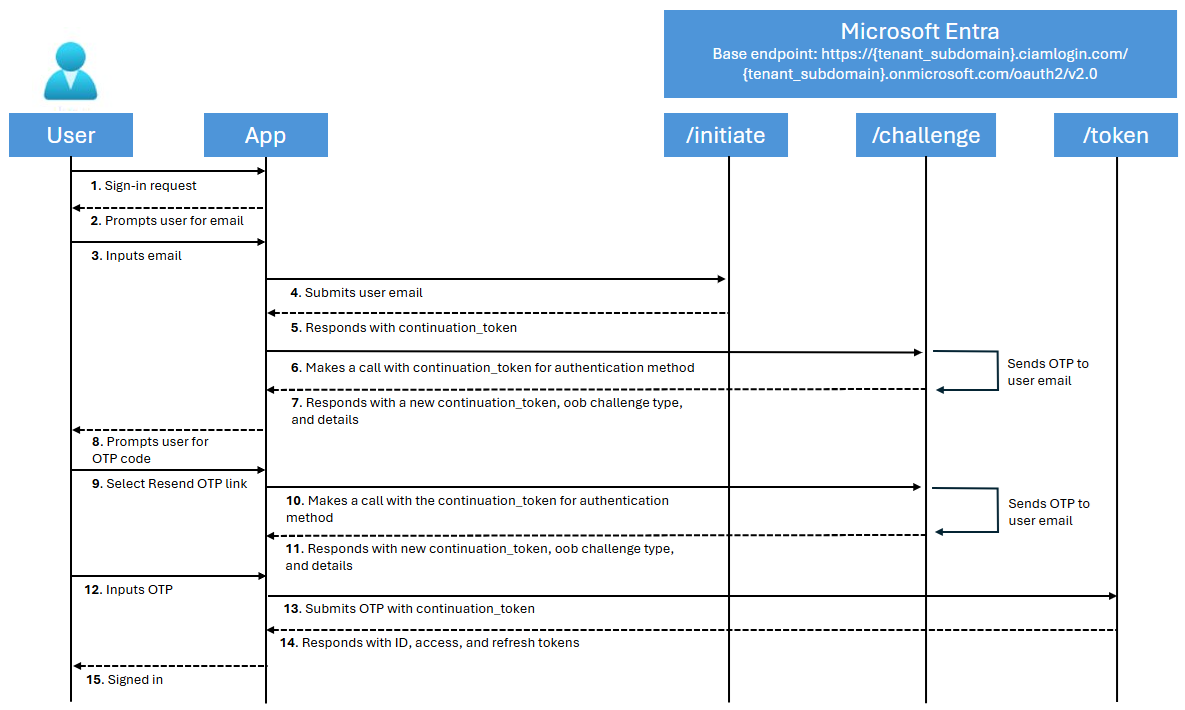 Microsoft Entra
Base endpoint: https://{tenant_subdomain}.ciamlogin.com/
{tenant_subdomain}.onmicrosoft.com/oauth2/v2.0
User
App
/initiate
/challenge
/token
1. Sign-in request
2. Prompts user for email
3. Inputs email
4. Submits user email
5. Responds with continuation_token
6. Makes a call with continuation_token for authentication method
Sends OTP to
user email
7. Responds with a new continuation_token, oob challenge type,
and details
8. Prompts user for
OTP code
9. Select Resend OTP link
10. Makes a call with the continuation_token for authentication
method
Sends OTP to
user email
11. Responds with new continuation_token, oob challenge type,
and details
12. Inputs OTP
13. Submits OTP with continuation_token
14. Responds with ID, access, and refresh tokens
15. Signed in